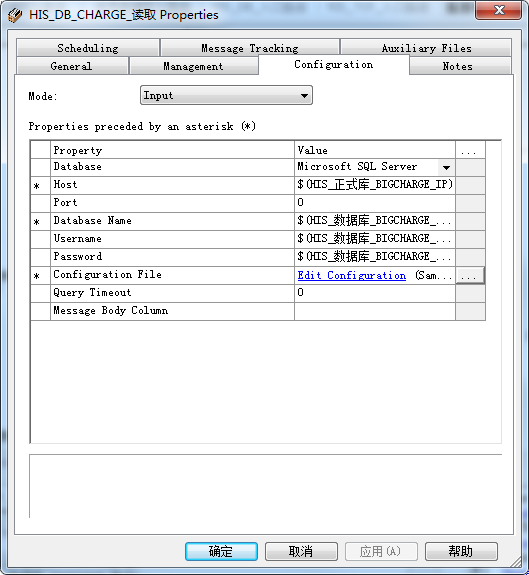 HIS_DB_CHARGE_读取 Properties
Scheduling Message Tracking Auxiliary Files
General Management Configuration Notes
Mode: Input
Properties preceded by an asterisk (*)
Property Value ...
Database Microsoft SQL Server
* Host $(HIS_正式库_BIGCHARGE_IP)
Port 0
* Database Name $(HIS_数据库_BIGCHARGE_...
Username $(HIS_数据库_BIGCHARGE_...
Password $(HIS_数据库_BIGCHARGE_...
* Configuration File Edit Configuration (Sam... ...
Query Timeout 0
Message Body Column
确定 取消 应用(A) 帮助